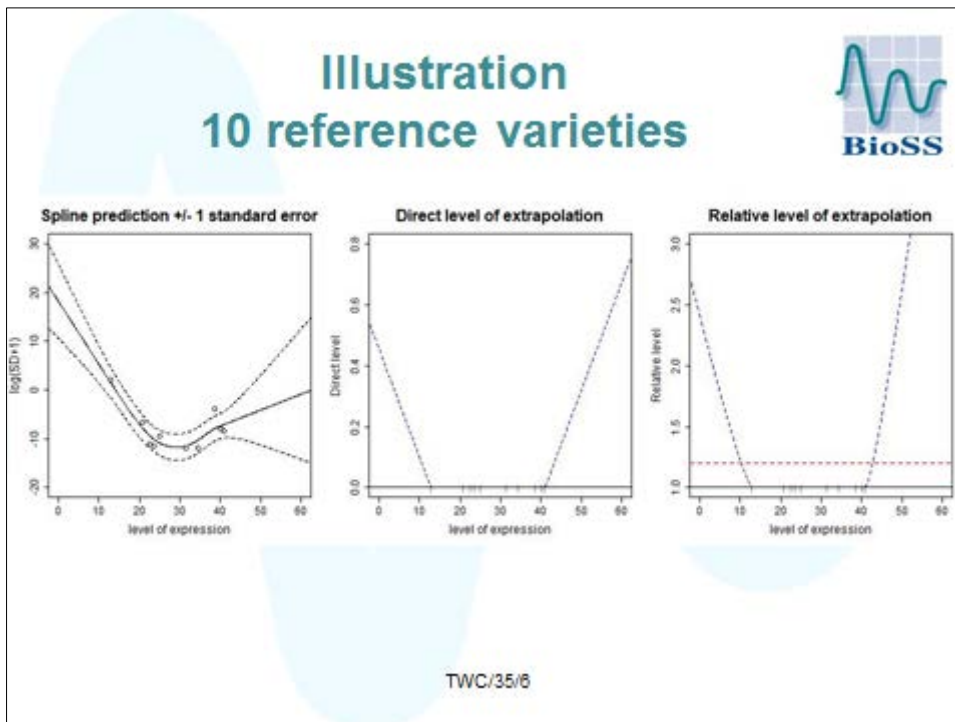 Illustration
10 reference varieties
BioSS
Spline prediction +/- 1 standard error
log(SD+1)
30
20
10
0
-10
-20
0 10 20 30 40 50 60
level of expression
Direct level of extrapolation
Direct level
0.8
0.6
0.4
0.2
0.0
0 10 20 30 40 50 60
level of expression
Relative level of extrapolation
Relative level
3.0
2.5
2.0
1.5
1.0
0 10 20 30 40 50 60
level of expression
TWC/35/6